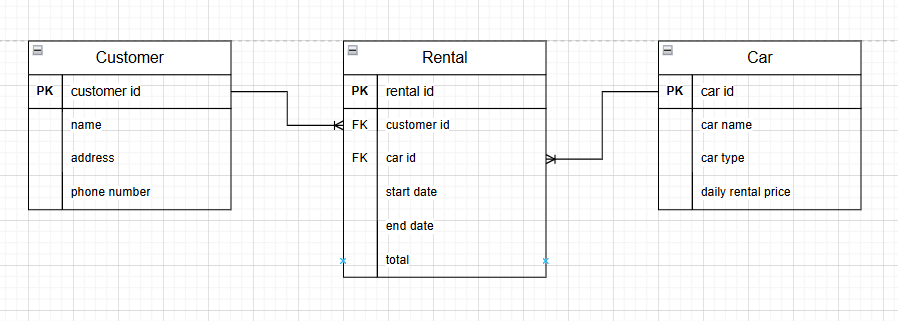 Customer
PK customer id
name
address
phone number
Rental
PK rental id
FK customer id
FK car id
start date
end date
total
Car
PK car id
car name
car type
daily rental price